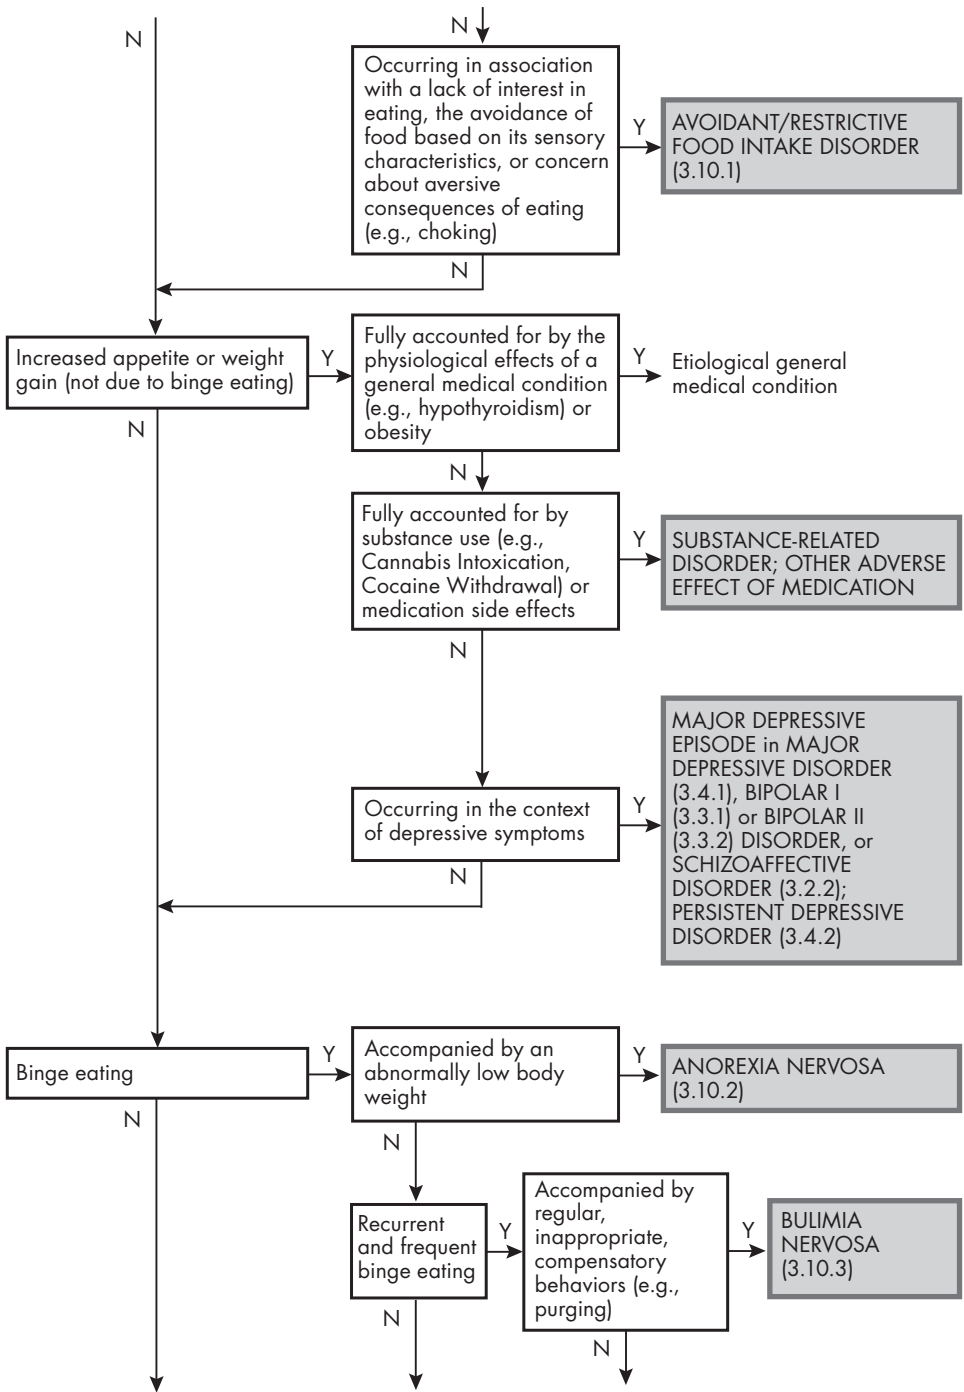 N
N
Occurring in association
with a lack of interest in
eating, the avoidance of
food based on its sensory
characteristics, or concern
about aversive
consequences of eating
(e.g., choking)
Y
AVOIDANT/RESTRICTIVE
FOOD INTAKE DISORDER
(3.10.1)
N
Increased appetite or weight
gain (not due to binge eating)
Y
Fully accounted for by the
physiological effects of a
general medical condition
(e.g., hypothyroidism) or
obesity
Y
Etiological general
medical condition
N
N
Fully accounted for by
substance use (e.g.,
Cannabis Intoxication,
Cocaine Withdrawal) or
medication side effects
Y
SUBSTANCE-RELATED
DISORDER; OTHER ADVERSE
EFFECT OF MEDICATION
N
Occurring in the context
of depressive symptoms
Y
MAJOR DEPRESSIVE
EPISODE in MAJOR
DEPRESSIVE DISORDER
(3.4.1), BIPOLAR I
(3.3.1) or BIPOLAR II
(3.3.2) DISORDER, or
SCHIZOAFFECTIVE
DISORDER (3.2.2);
PERSISTENT DEPRESSIVE
DISORDER (3.4.2)
N
Binge eating
Y
Accompanied by an
abnormally low body
weight
Y
ANOREXIA NERVOSA
(3.10.2)
N
N
Recurrent
and frequent
binge eating
Y
Accompanied by
regular,
inappropriate,
compensatory
behaviors (e.g.,
purging)
Y
BULIMIA
NERVOSA
(3.10.3)
N
N